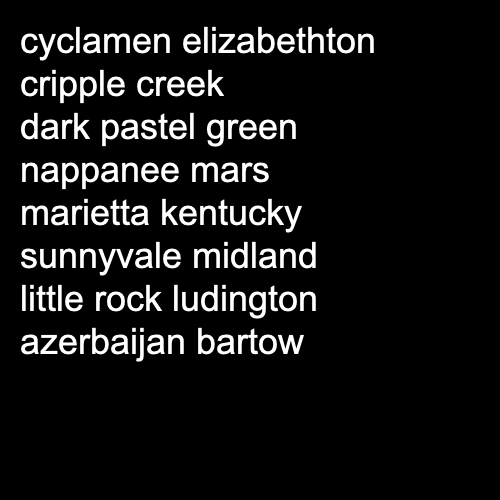 cyclamen elizabethton
cripple creek
dark pastel green
nappanee mars
marietta kentucky
sunnyvale midland
little rock ludington
azerbaijan bartow